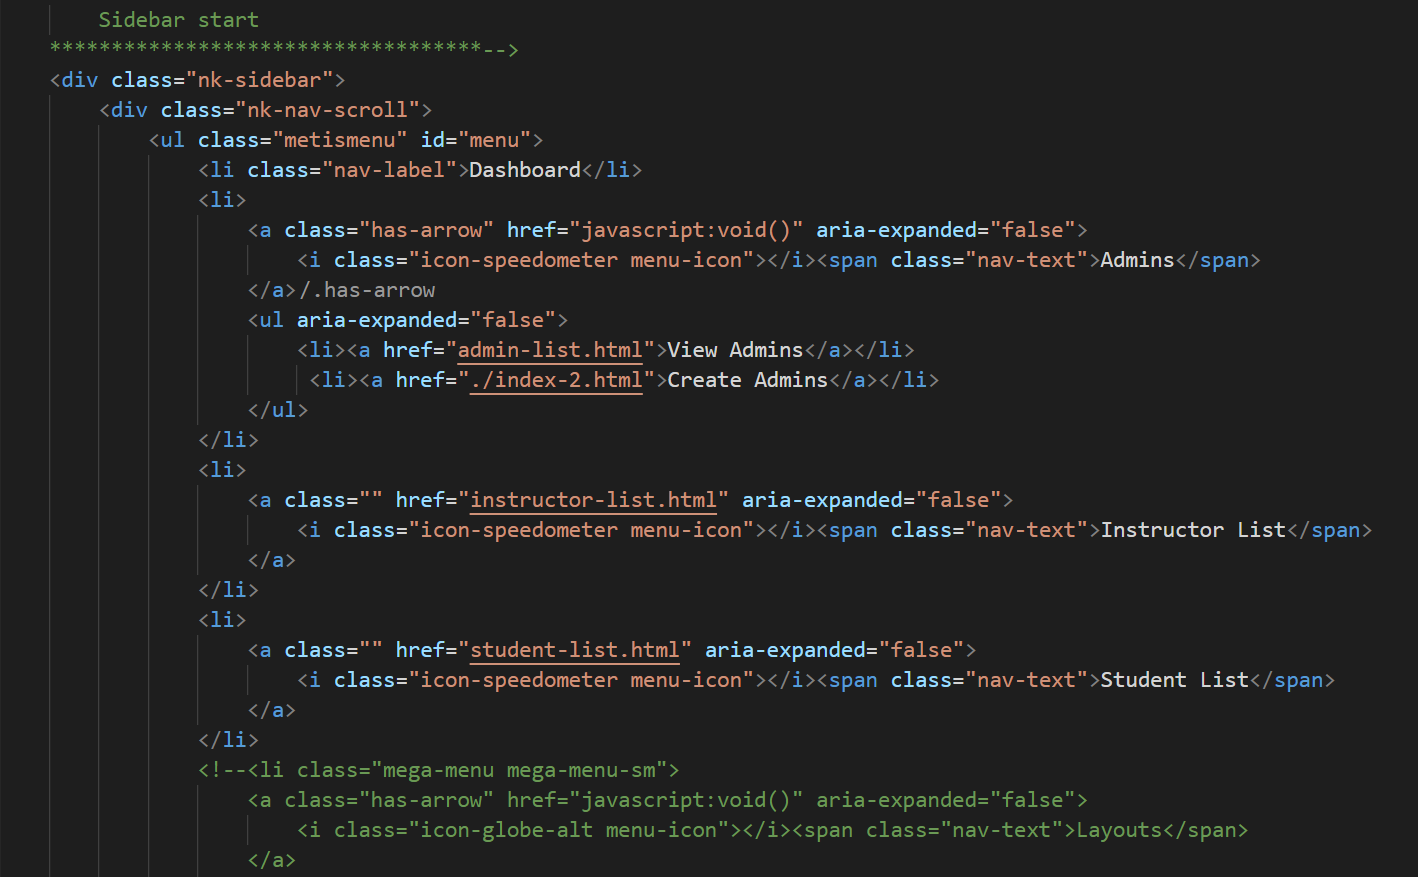 Sidebar start
***********************************-->
<div class="nk-sidebar">
<div class="nk-nav-scroll">
<ul class="metismenu" id="menu">
<li class="nav-label">Dashboard</li>
<li>
<a class="has-arrow" href="javascript:void()" aria-expanded="false">
<i class="icon-speedometer menu-icon"></i><span class="nav-text">Admins</span>
</a>/.has-arrow
<ul aria-expanded="false">
<li><a href="admin-list.html">View Admins</a></li>
<li><a href="./index-2.html">Create Admins</a></li>
</ul>
</li>
<li>
<a class="" href="instructor-list.html" aria-expanded="false">
<i class="icon-speedometer menu-icon"></i><span class="nav-text">Instructor List</span>
</a>
</li>
<li>
<a class="" href="student-list.html" aria-expanded="false">
<i class="icon-speedometer menu-icon"></i><span class="nav-text">Student List</span>
</a>
</li>
<!--<li class="mega-menu mega-menu-sm">
<a class="has-arrow" href="javascript:void()" aria-expanded="false">
<i class="icon-globe-alt menu-icon"></i><span class="nav-text">Layouts</span>
</a>